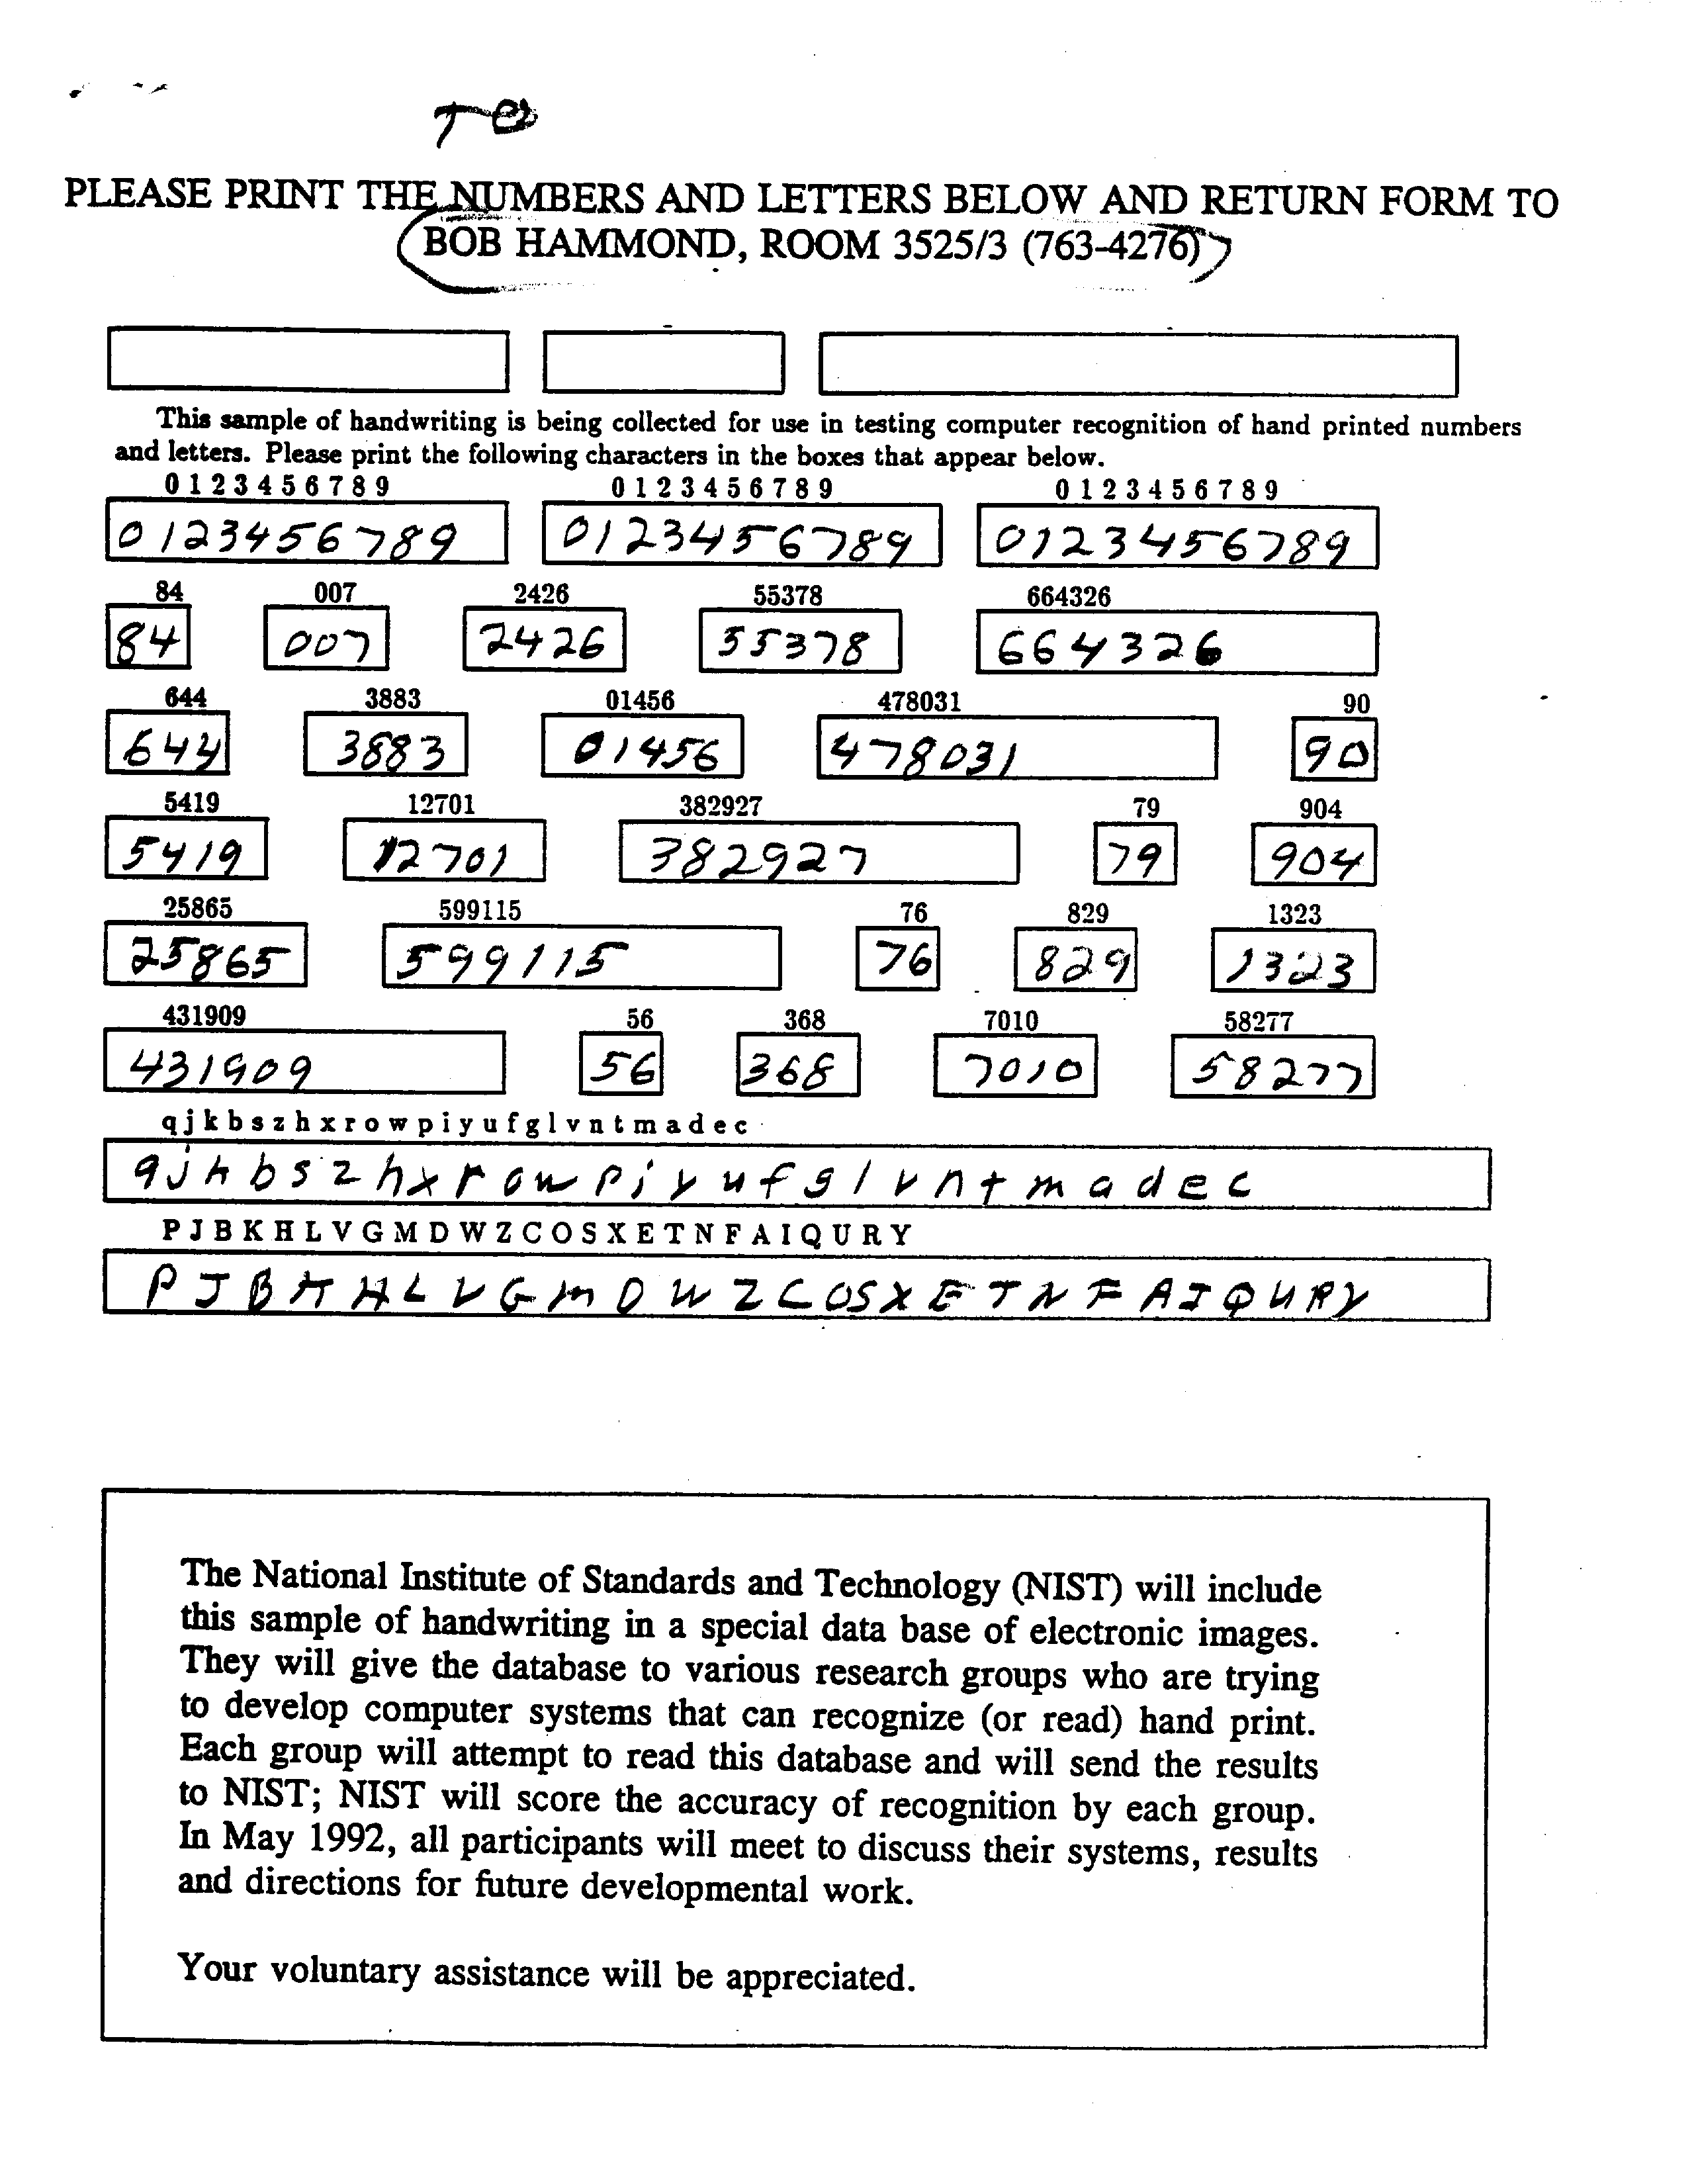 To
PLEASE PRINT THE NUMBERS AND LETTERS BELOW AND RETURN FORM TO
BOB HAMMOND, ROOM 3525/3 (763-4276)
This sample of handwriting is being collected for use in testing computer recognition of hand printed numbers
and letters. Please print the following characters in the boxes that appear below.
0 1 2 3 4 5 6 7 8 9 0 1 2 3 4 5 6 7 8 9 0 1 2 3 4 5 6 7 8 9
0123456789 0123456789 0123456789
84 007 2426 55378 664326
84 007 2426 55378 664326
644 3883 01456 478031 90
644 3883 01456 478031 90
5419 12701 382927 79 904
5419 12701 382927 79 904
25865 599115 76 829 1323
25865 599115 76 829 1323
431909 56 368 7010 58277
431909 56 368 7010 58277
q j k b s z h x r o w p i y u f g l v n t m a d e c
q j k b s z h x r o w p i y u f g l v n t m a d e c
P J B K H L V G M D W Z C O S X E T N F A I Q U R Y
P J B K H L V G M D W Z C O S X E T N F A I Q U R Y
The National Institute of Standards and Technology (NIST) will include
this sample of handwriting in a special data base of electronic images.
They will give the database to various research groups who are trying
to develop computer systems that can recognize (or read) hand print.
Each group will attempt to read this database and will send the results
to NIST; NIST will score the accuracy of recognition by each group.
In May 1992, all participants will meet to discuss their systems, results
and directions for future developmental work.
Your voluntary assistance will be appreciated.